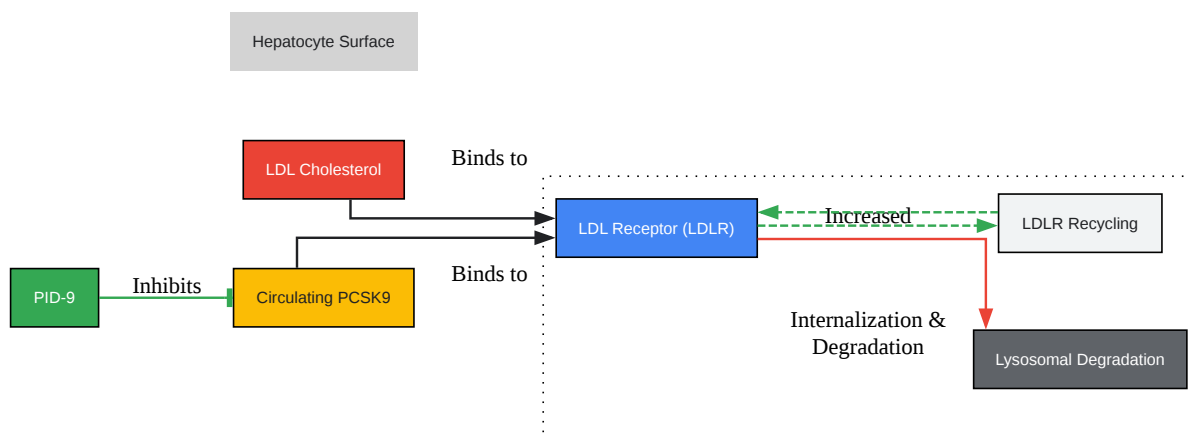 Hepatocyte Surface
LDL Cholesterol
Binds to
LDL Receptor (LDLR)
Increased
LDLR Recycling
PID-9
Inhibits
Circulating PCSK9
Binds to
Internalization &
Degradation
Lysosomal Degradation